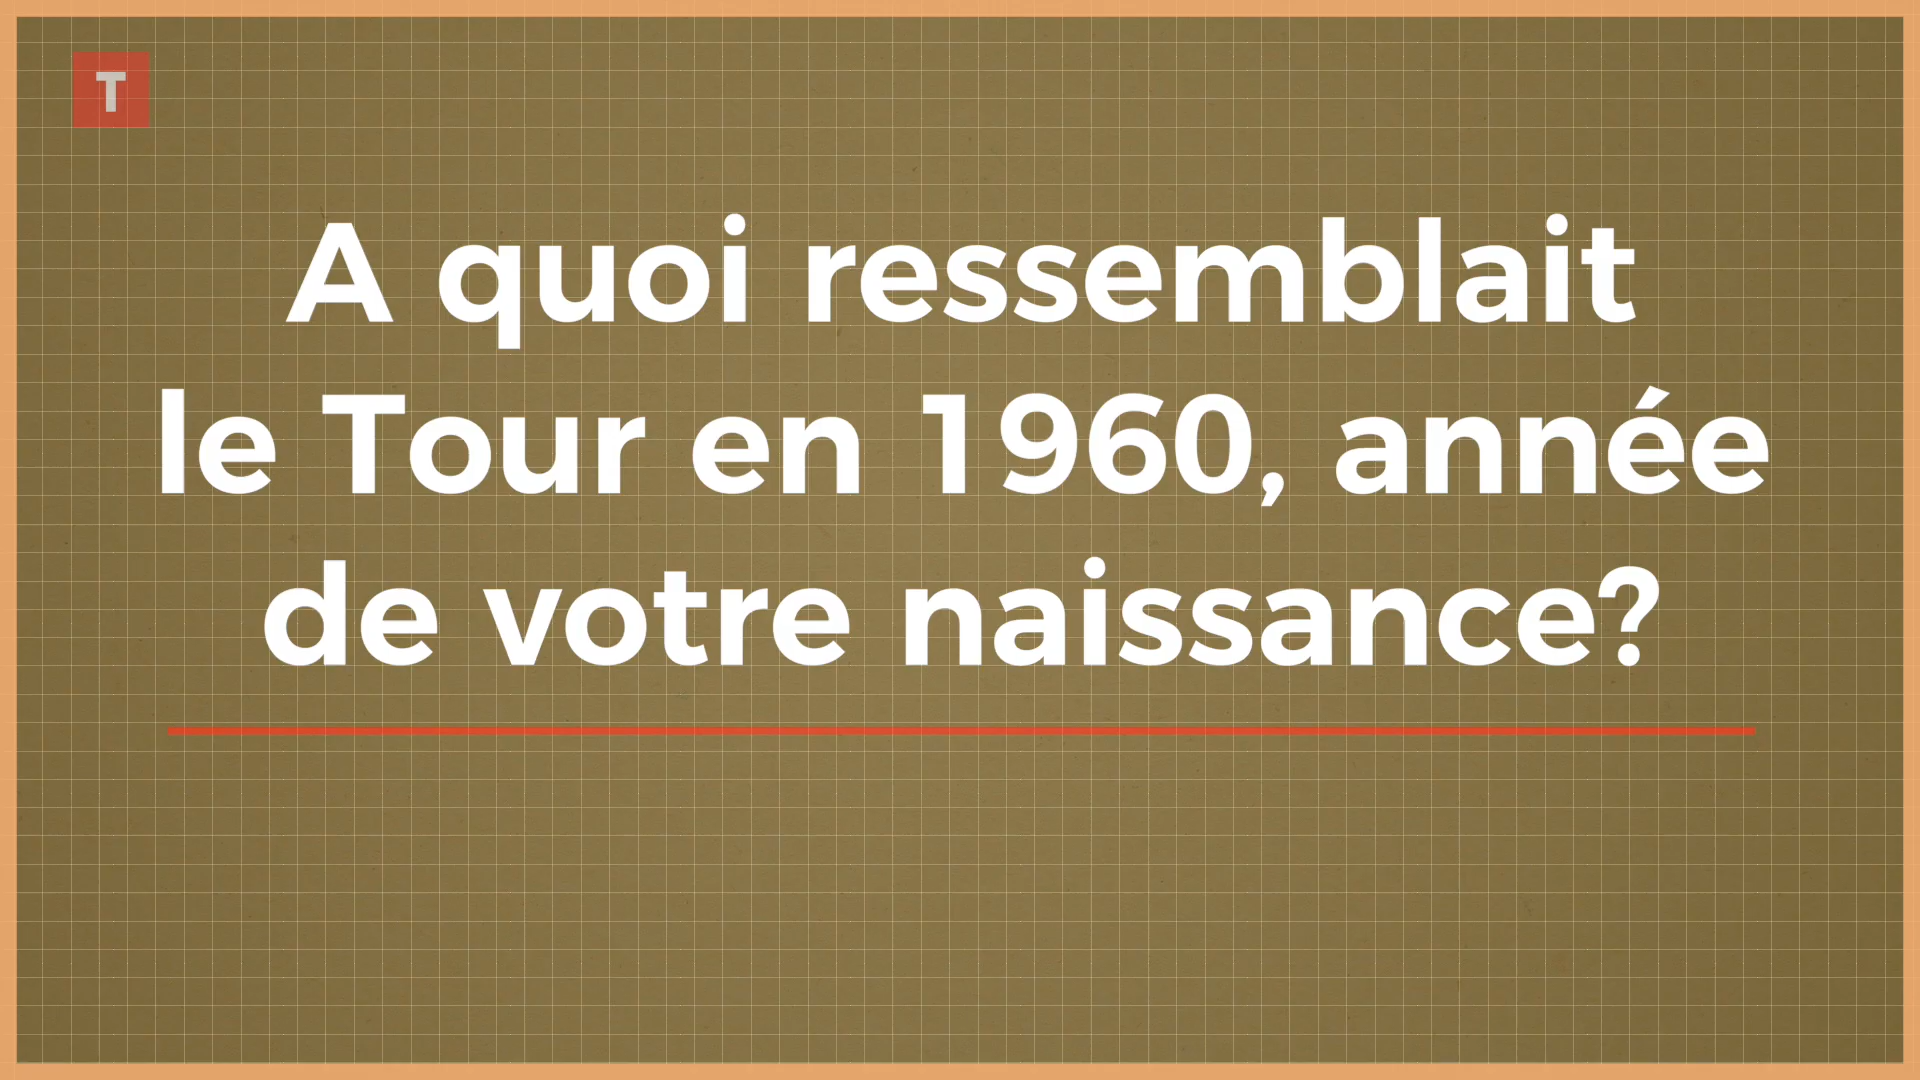 T
A quoi ressemblait
le Tour en 1960, année
de votre naissance?